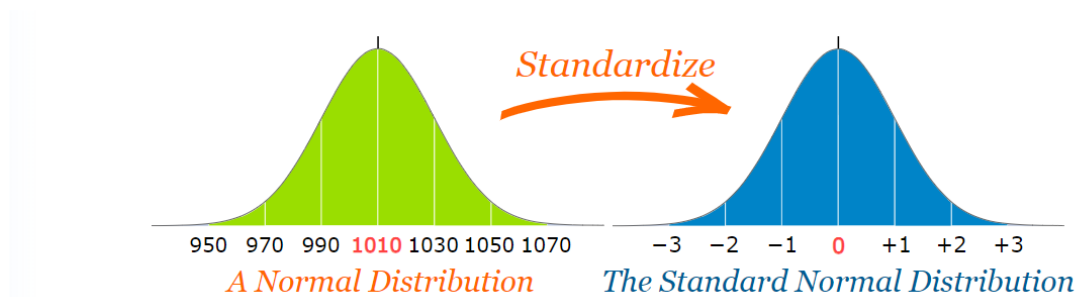 Standardize
950 970 990 1010 1030 1050 1070
-3 -2 -1 0 +1 +2 +3
A Normal Distribution
The Standard Normal Distribution